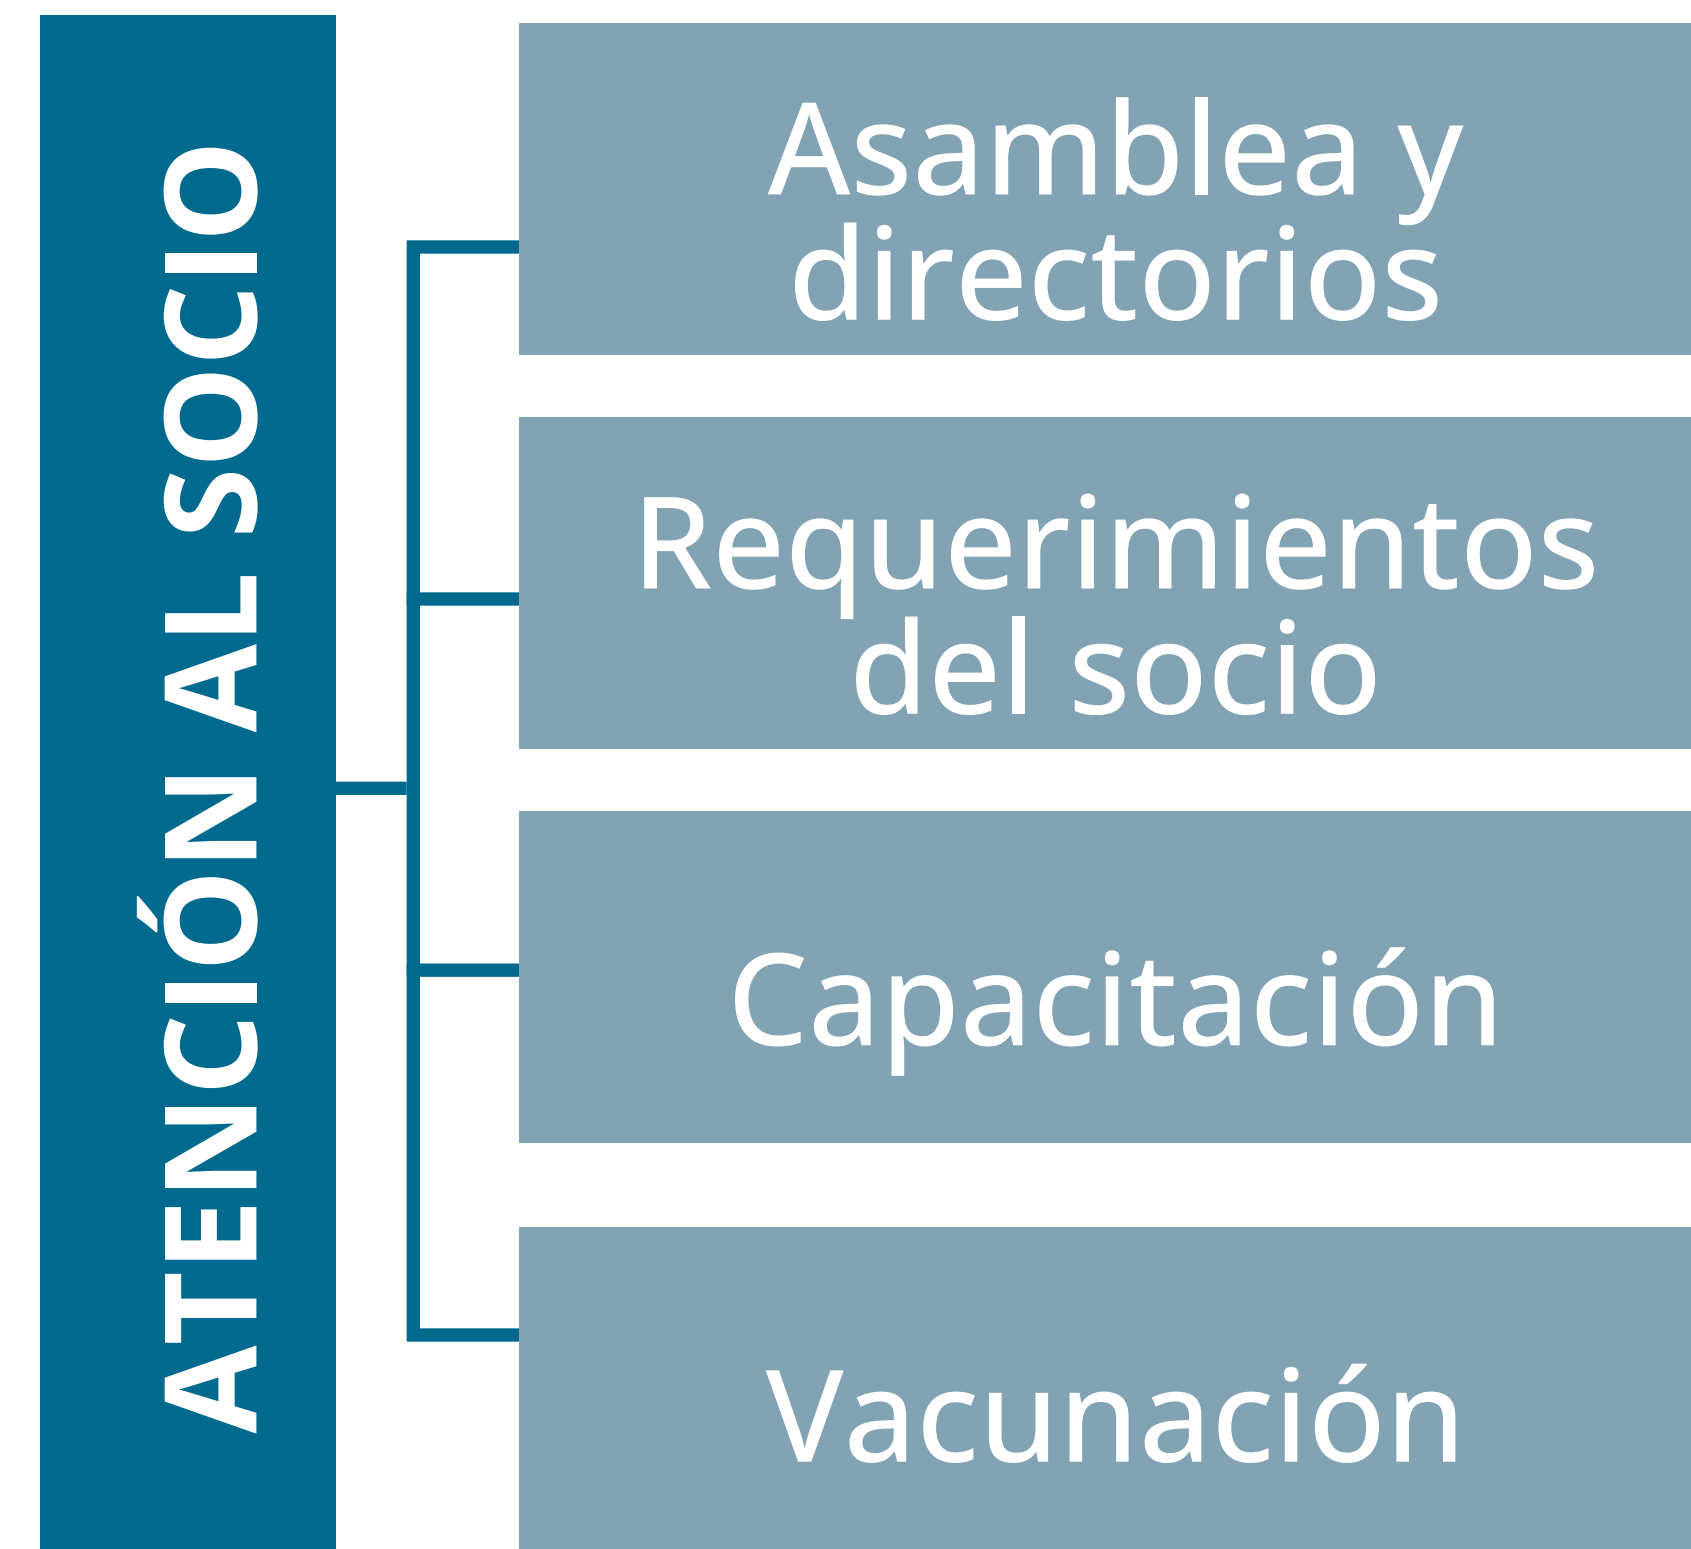 ATENCIÓN AL SOCIO
Asamblea y
directorios
Requerimientos
del socio
Capacitación
Vacunación